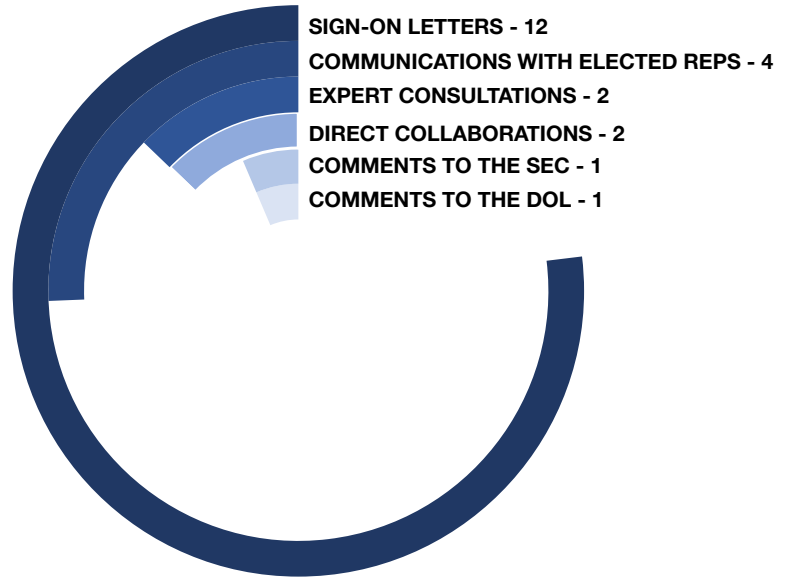 SIGN-ON LETTERS - 12
COMMUNICATIONS WITH ELECTED REPS - 4
EXPERT CONSULTATIONS - 2
DIRECT COLLABORATIONS - 2
COMMENTS TO THE SEC - 1
COMMENTS TO THE DOL - 1